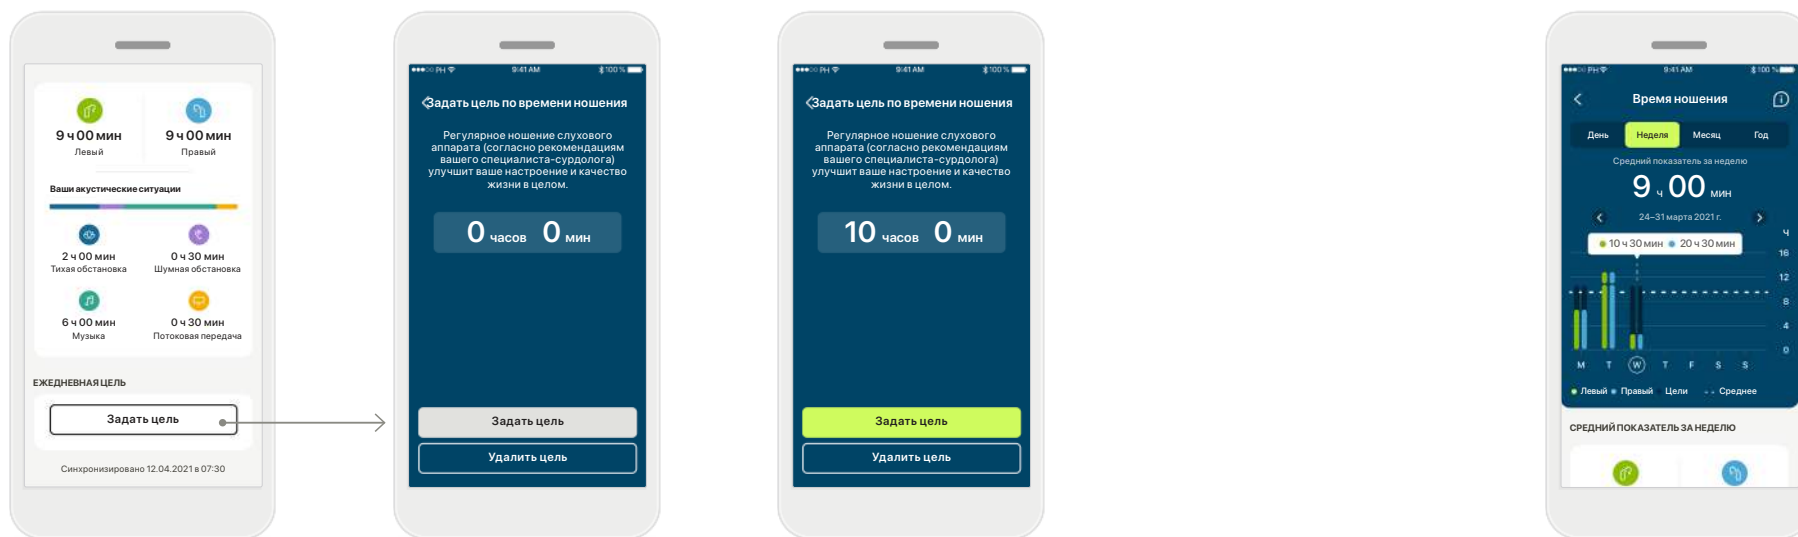 9 ч 00 мин
Левый
9 ч 00 мин
Правый
Ваши акустические ситуации
2 ч 00 мин
Тихая обстановка
0 ч 30 мин
Шумная обстановка
6 ч 00 мин
Музыка
0 ч 30 мин
Потоковая передача
ЕЖЕДНЕВНАЯ ЦЕЛЬ
Задать цель
Синхронизировано 12.04.2021 в 07:30
PH 9:41 AM 100 %
Задать цель по времени ношения
Регулярное ношение слухового
аппарата (согласно рекомендациям
вашего специалиста-сурдолога)
улучшит ваше настроение и качество
жизни в целом.
0 часов 0 мин
Задать цель
Удалить цель
PH 9:41 AM 100 %
Задать цель по времени ношения
Регулярное ношение слухового
аппарата (согласно рекомендациям
вашего специалиста-сурдолога)
улучшит ваше настроение и качество
жизни в целом.
10 часов 0 мин
Задать цель
Удалить цель
PH 9:41 AM 100 %
Время ношения
День Неделя Месяц Год
Средний показатель за неделю
9 ч 00 мин
24–31 марта 2021 г.
ч
10 ч 30 мин 20 ч 30 мин
16
12
8
4
0
M T W T F S S
Левый Правый Цели Среднее
СРЕДНИЙ ПОКАЗАТЕЛЬ ЗА НЕДЕЛЮ